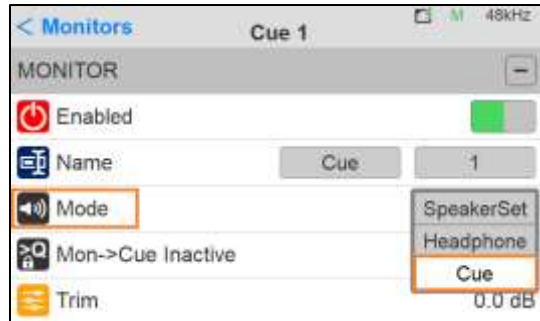 < Monitors Cue 1 M 48kHz
MONITOR
Enabled
Name Cue 1
Mode SpeakerSet
Headphone
Mon->Cue Inactive Cue
Trim 0.0 dB